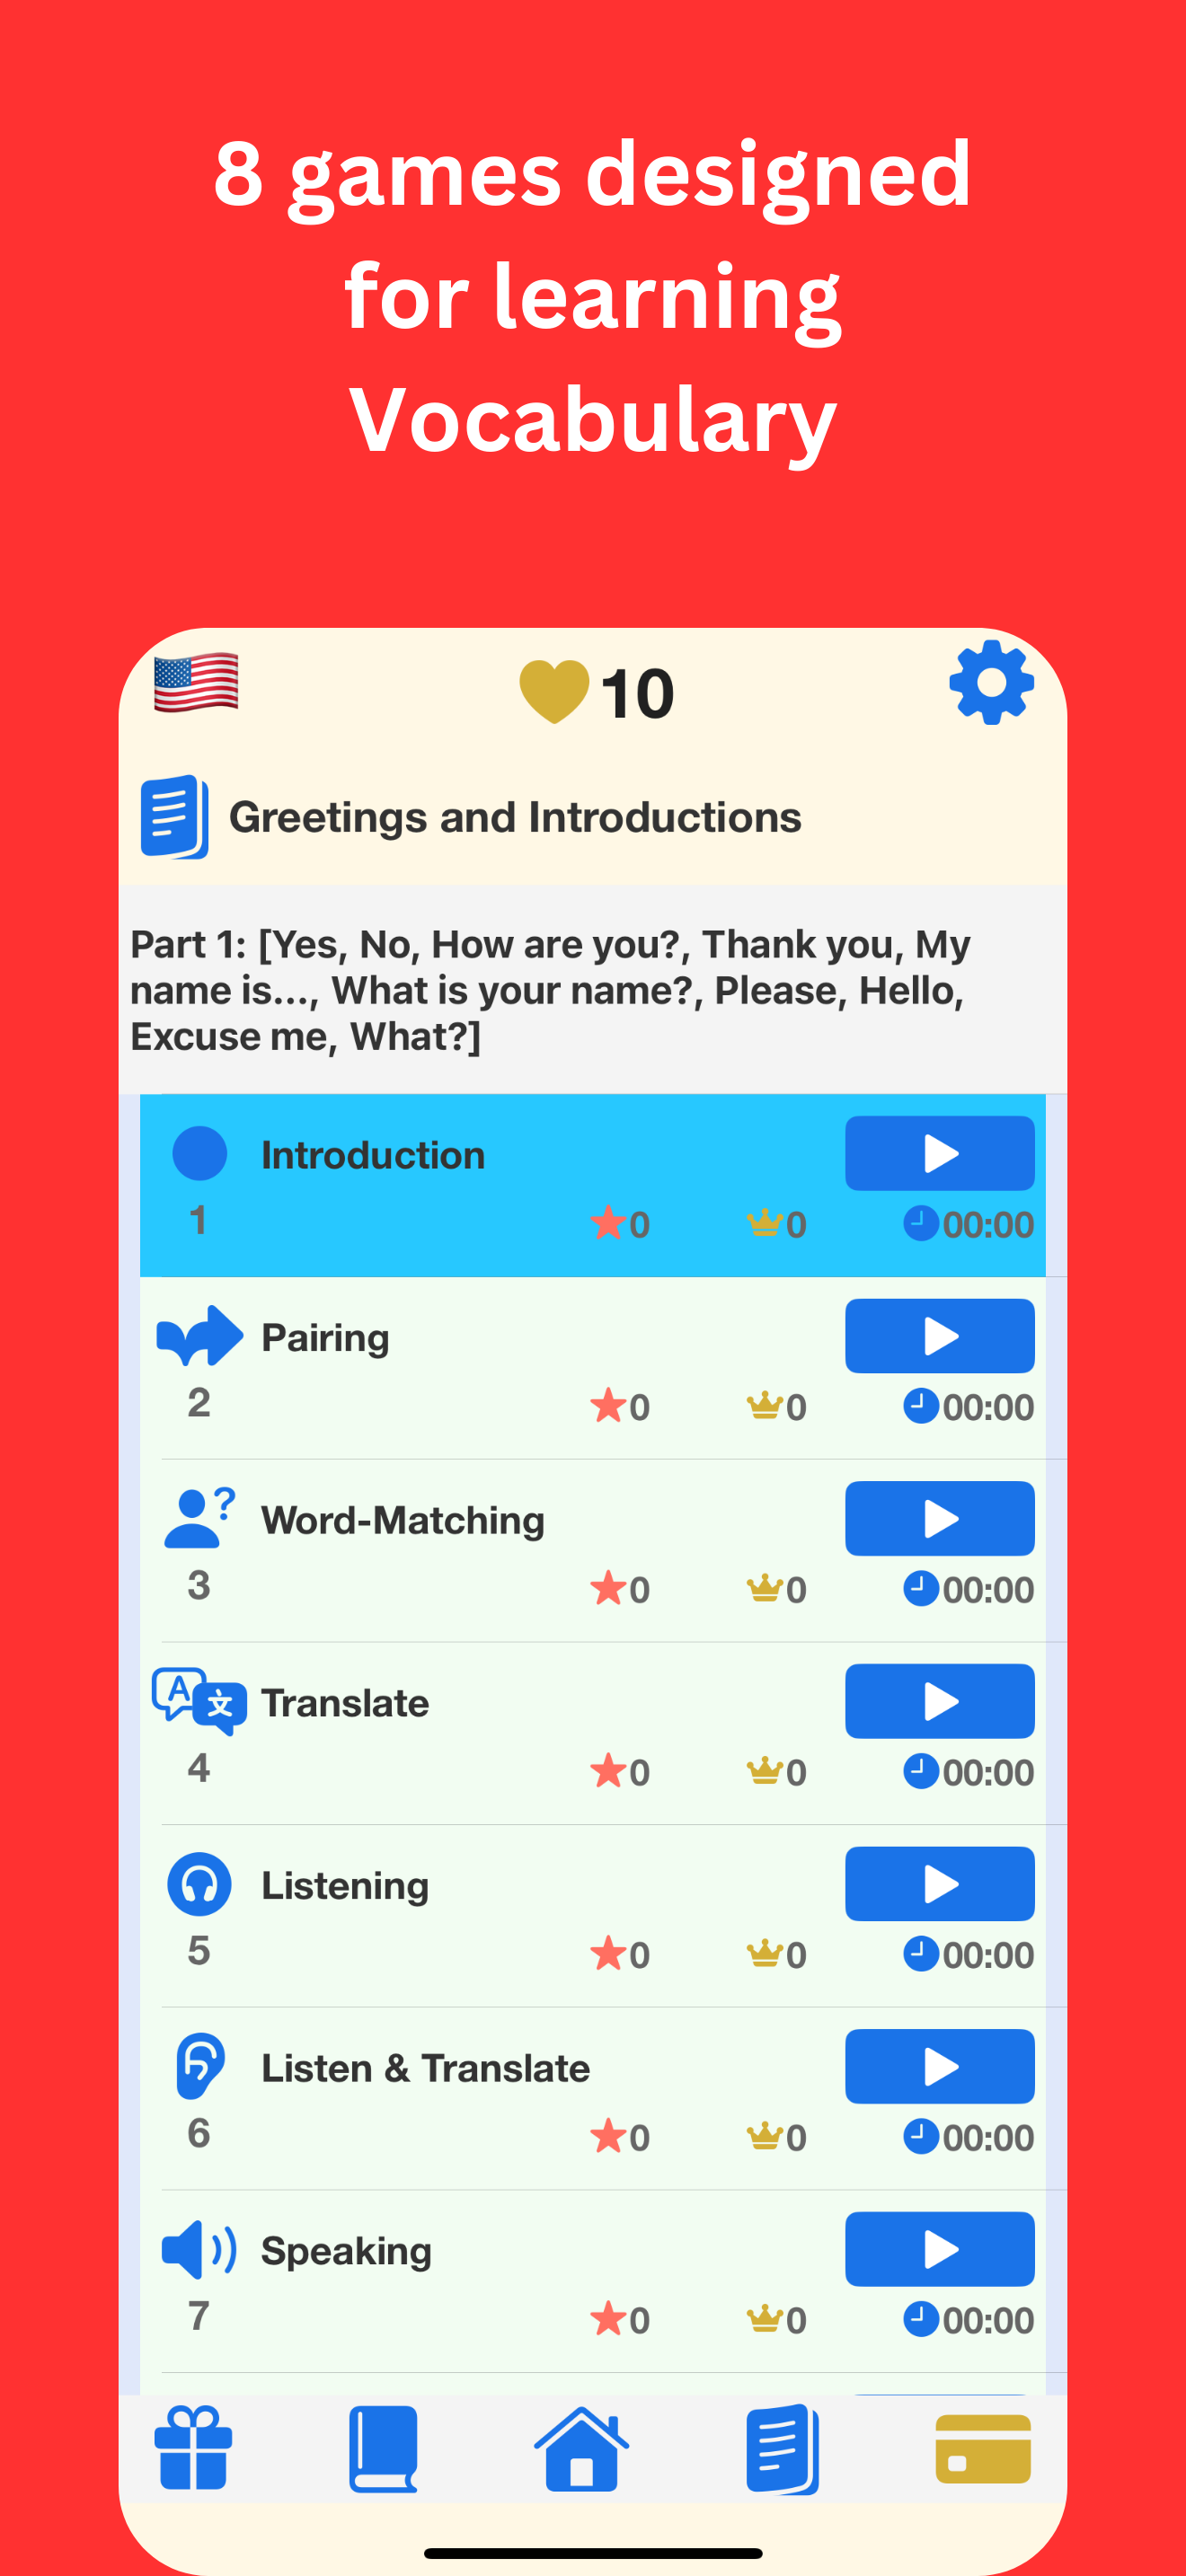 8 games designed
for learning
Vocabulary
10
Greetings and Introductions
Part 1: [Yes, No, How are you?, Thank you, My
name is..., What is your name?, Please, Hello,
Excuse me, What?]
Introduction
1 0 0 00:00
Pairing
2 0 0 00:00
? Word-Matching
3 0 0 00:00
A 文 Translate
4 0 0 00:00
Listening
5 0 0 00:00
Listen & Translate
6 0 0 00:00
Speaking
7 0 0 00:00